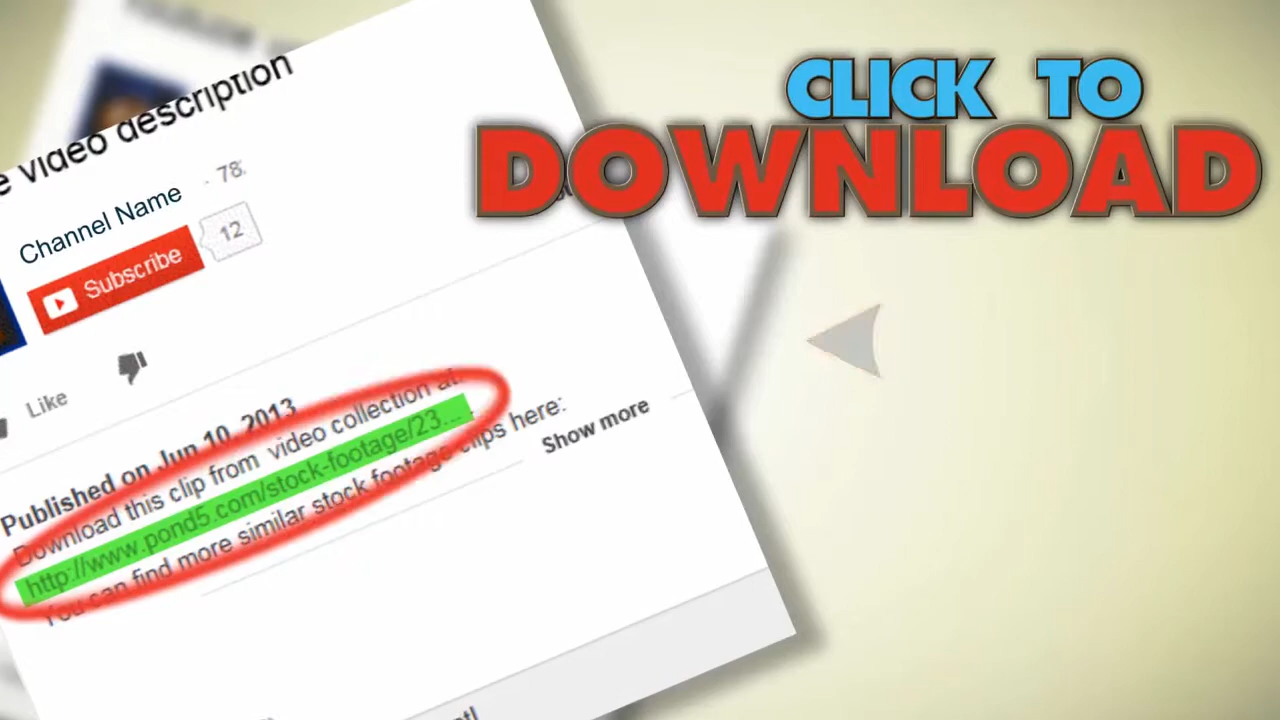 CLICK TO
DOWNLOAD
e video description
Channel Name
78
Subscribe
12
Like
Published on Jun 10, 2013
Download this clip from video collection at:
http://www.pond5.com/stock-footage/23...
You can find more similar stock footage clips here:
Show more